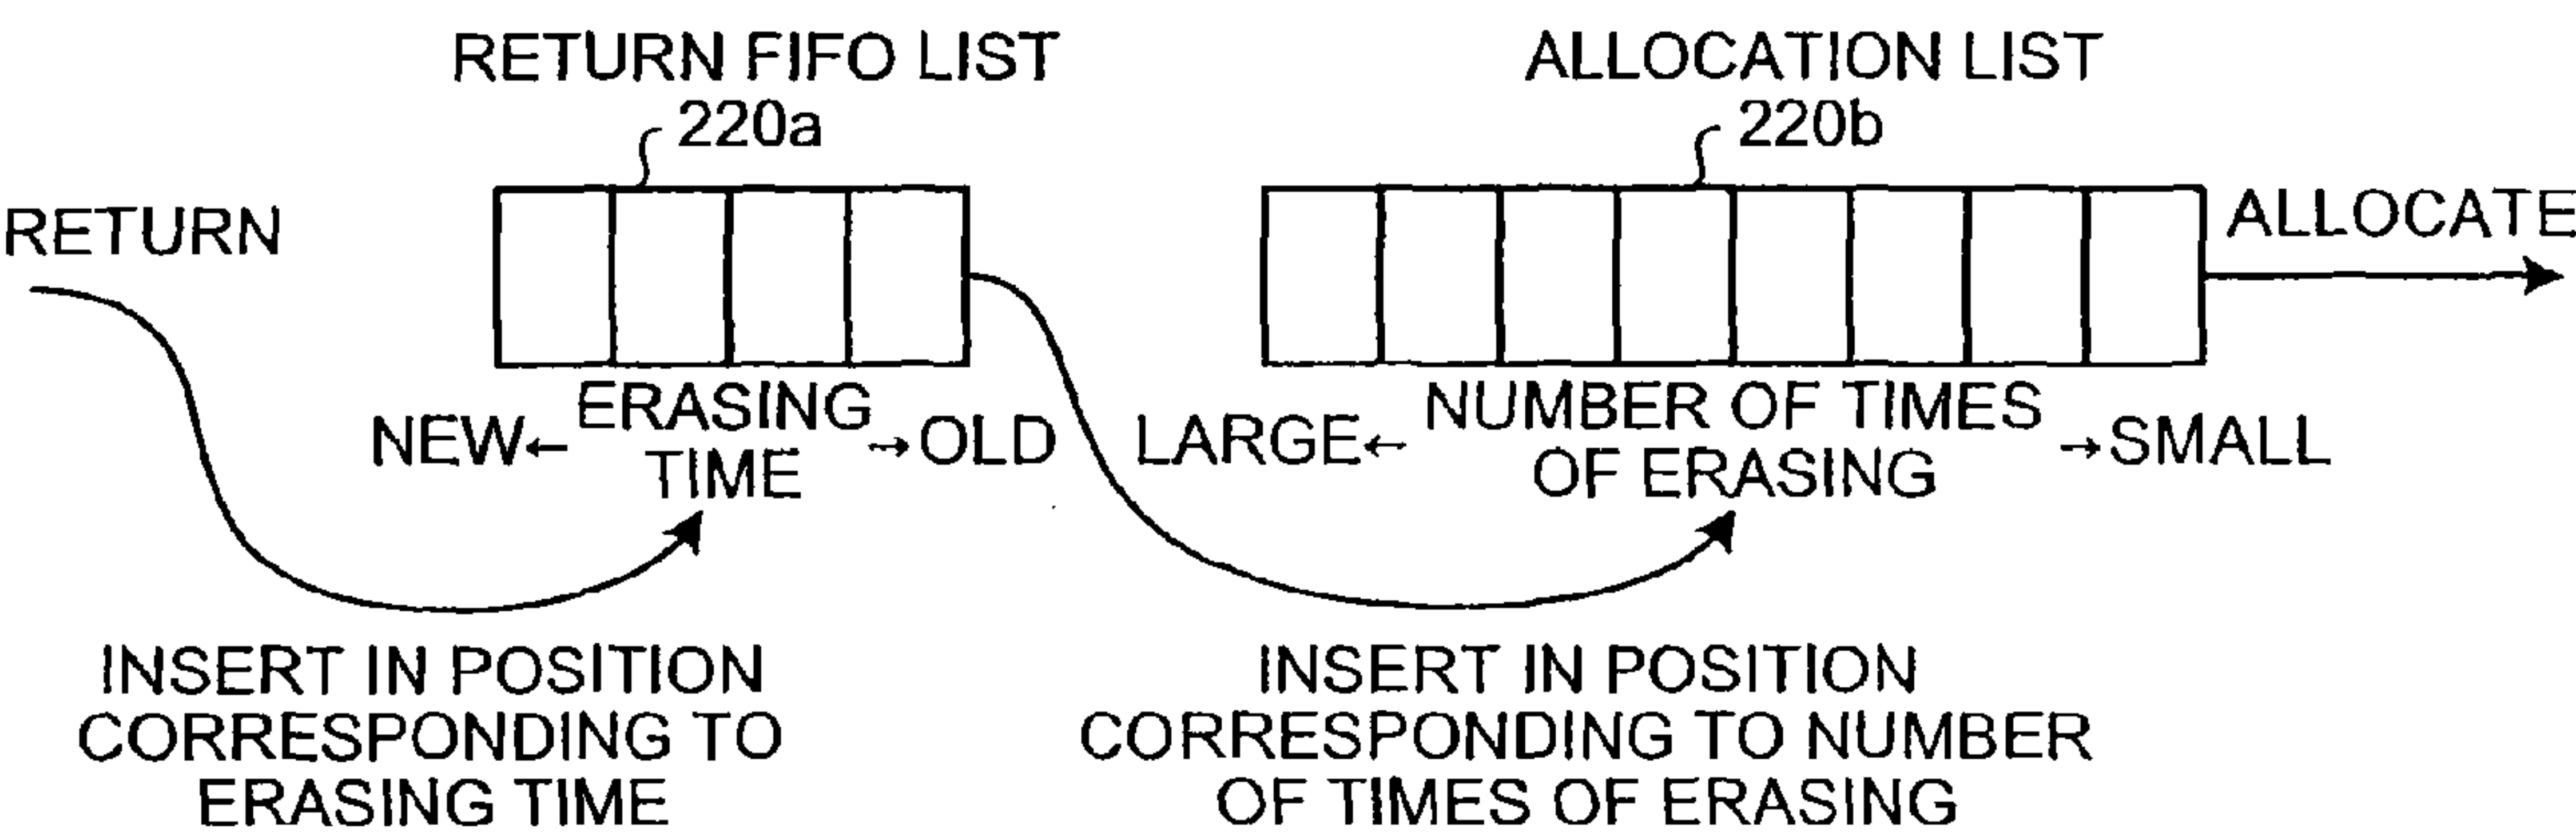 RETURN FIFO LIST
220a
ALLOCATION LIST
220b
RETURN
ALLOCATE
NEW← ERASING TIME →OLD
LARGE← NUMBER OF TIMES OF ERASING →SMALL
INSERT IN POSITION
CORRESPONDING TO
ERASING TIME
INSERT IN POSITION
CORRESPONDING TO NUMBER
OF TIMES OF ERASING